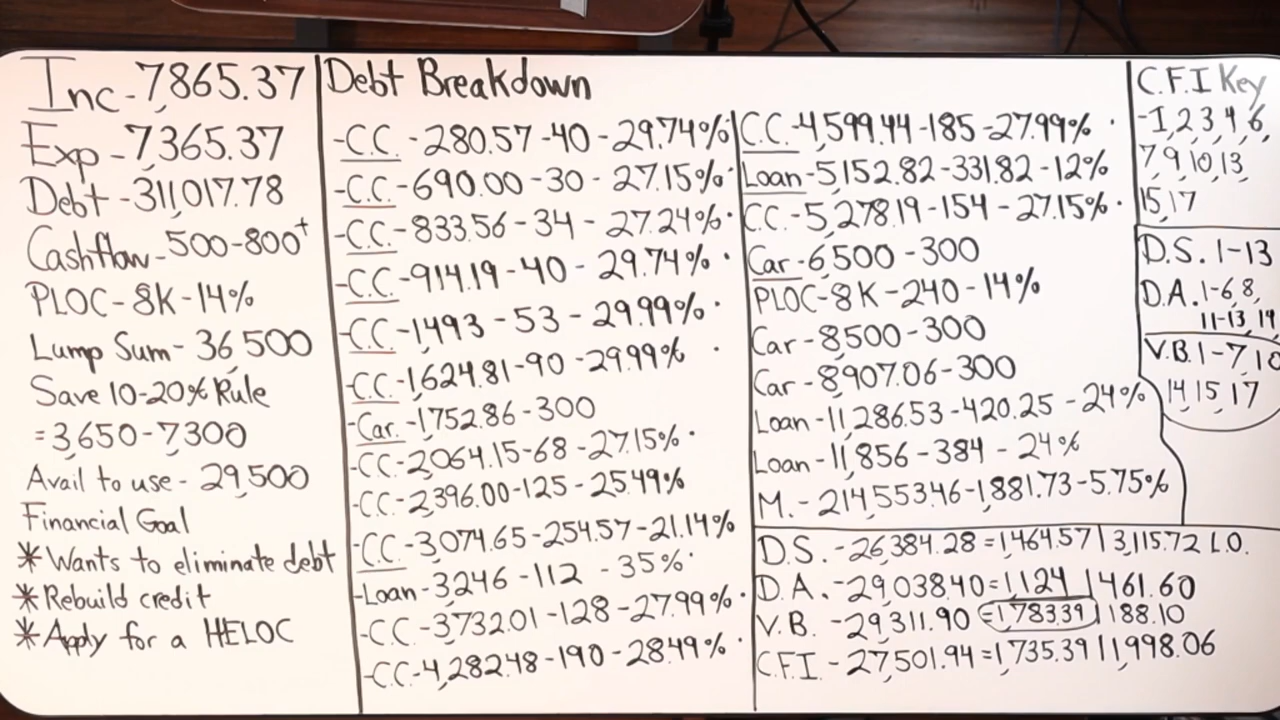 Inc-7,865.37
Exp-7,365.37
Debt-311,017.78
Cashflow-500-800+
PLOC-8K-14%
Lump Sum-36,500
Save 10-20% Rule
=3,650-7,300
Avail to use-29,500
Financial Goal
*Wants to eliminate debt
*Rebuild credit
*Apply for a HELOC
Debt Breakdown
-C.C.-280.57-40-29.74%
-C.C.-690.00-30-27.15%
-C.C.-833.56-34-27.24%
-C.C.-914.19-40-29.74%
-C.C.-1,493-53-29.99%
-C.C.-1,624.81-90-29.99%
-Car.-1,752.86-300
-C.C.-2,064.15-68-27.15%
-C.C.-2,396.00-125-25.49%
-C.C.-3,074.65-254.57-21.14%
-Loan-3,246-112-35%
-C.C.-3,732.01-128-27.99%
-C.C.-4,282.48-190-28.49%
C.C.-4,599.44-185-27.99%
Loan-5,152.82-331.82-12%
C.C.-5,278.19-154-27.15%
Car-6,500-300
PLOC-8K-240-14%
Car-8,500-300
Car-8,907.06-300
Loan-11,286.53-420.25-24%
Loan-11,856-384-24%
M.-214,553.46-1,881.73-5.75%
D.S.-26,384.28=1,464.57|3,115.72 L.O.
D.A.-29,038.40=1,124|461.60
V.B.-29,311.90=1,783.39|188.10
C.F.I-27,501.94=1,735.39|1,998.06
C.F.I Key
-1,2,3,4,6,
7,9,10,13,
15,17
D.S. 1-13
D.A. 1-6,8,
11-13,
V.B. 1-7,
14,15,17